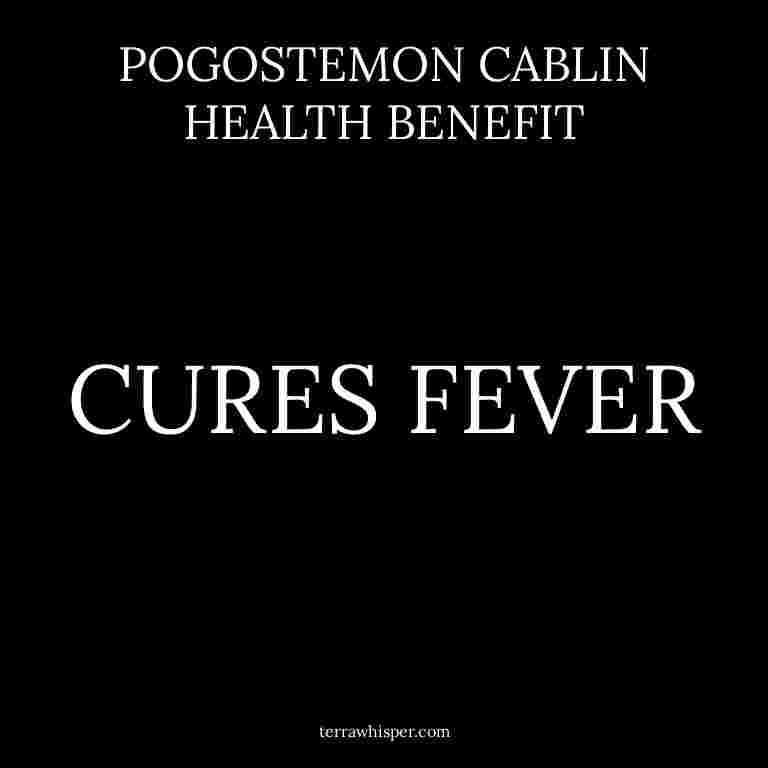 POGOSTEMON CABLIN
HEALTH BENEFIT
CURES FEVER
terrawhisper.com